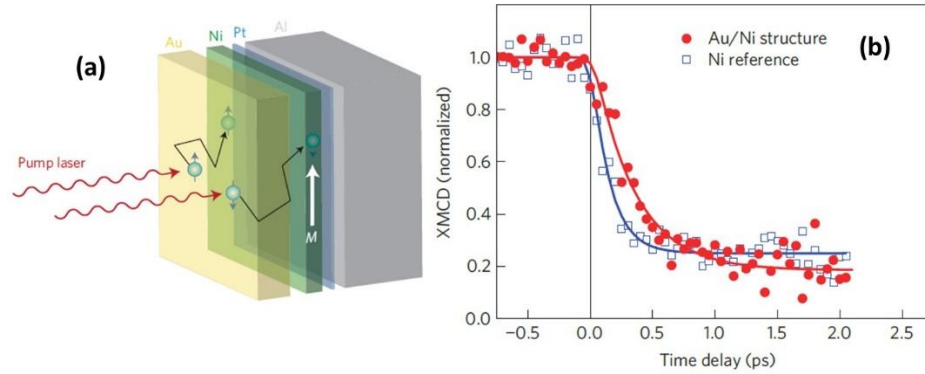 (a)
Au
Ni
Pt
Al
Pump laser
M
(b)
Au/Ni structure
Ni reference
XMCD (normalized)
1.0
0.8
0.6
0.4
0.2
0.0
−0.5
0.0
0.5
1.0
1.5
2.0
2.5
Time delay (ps)